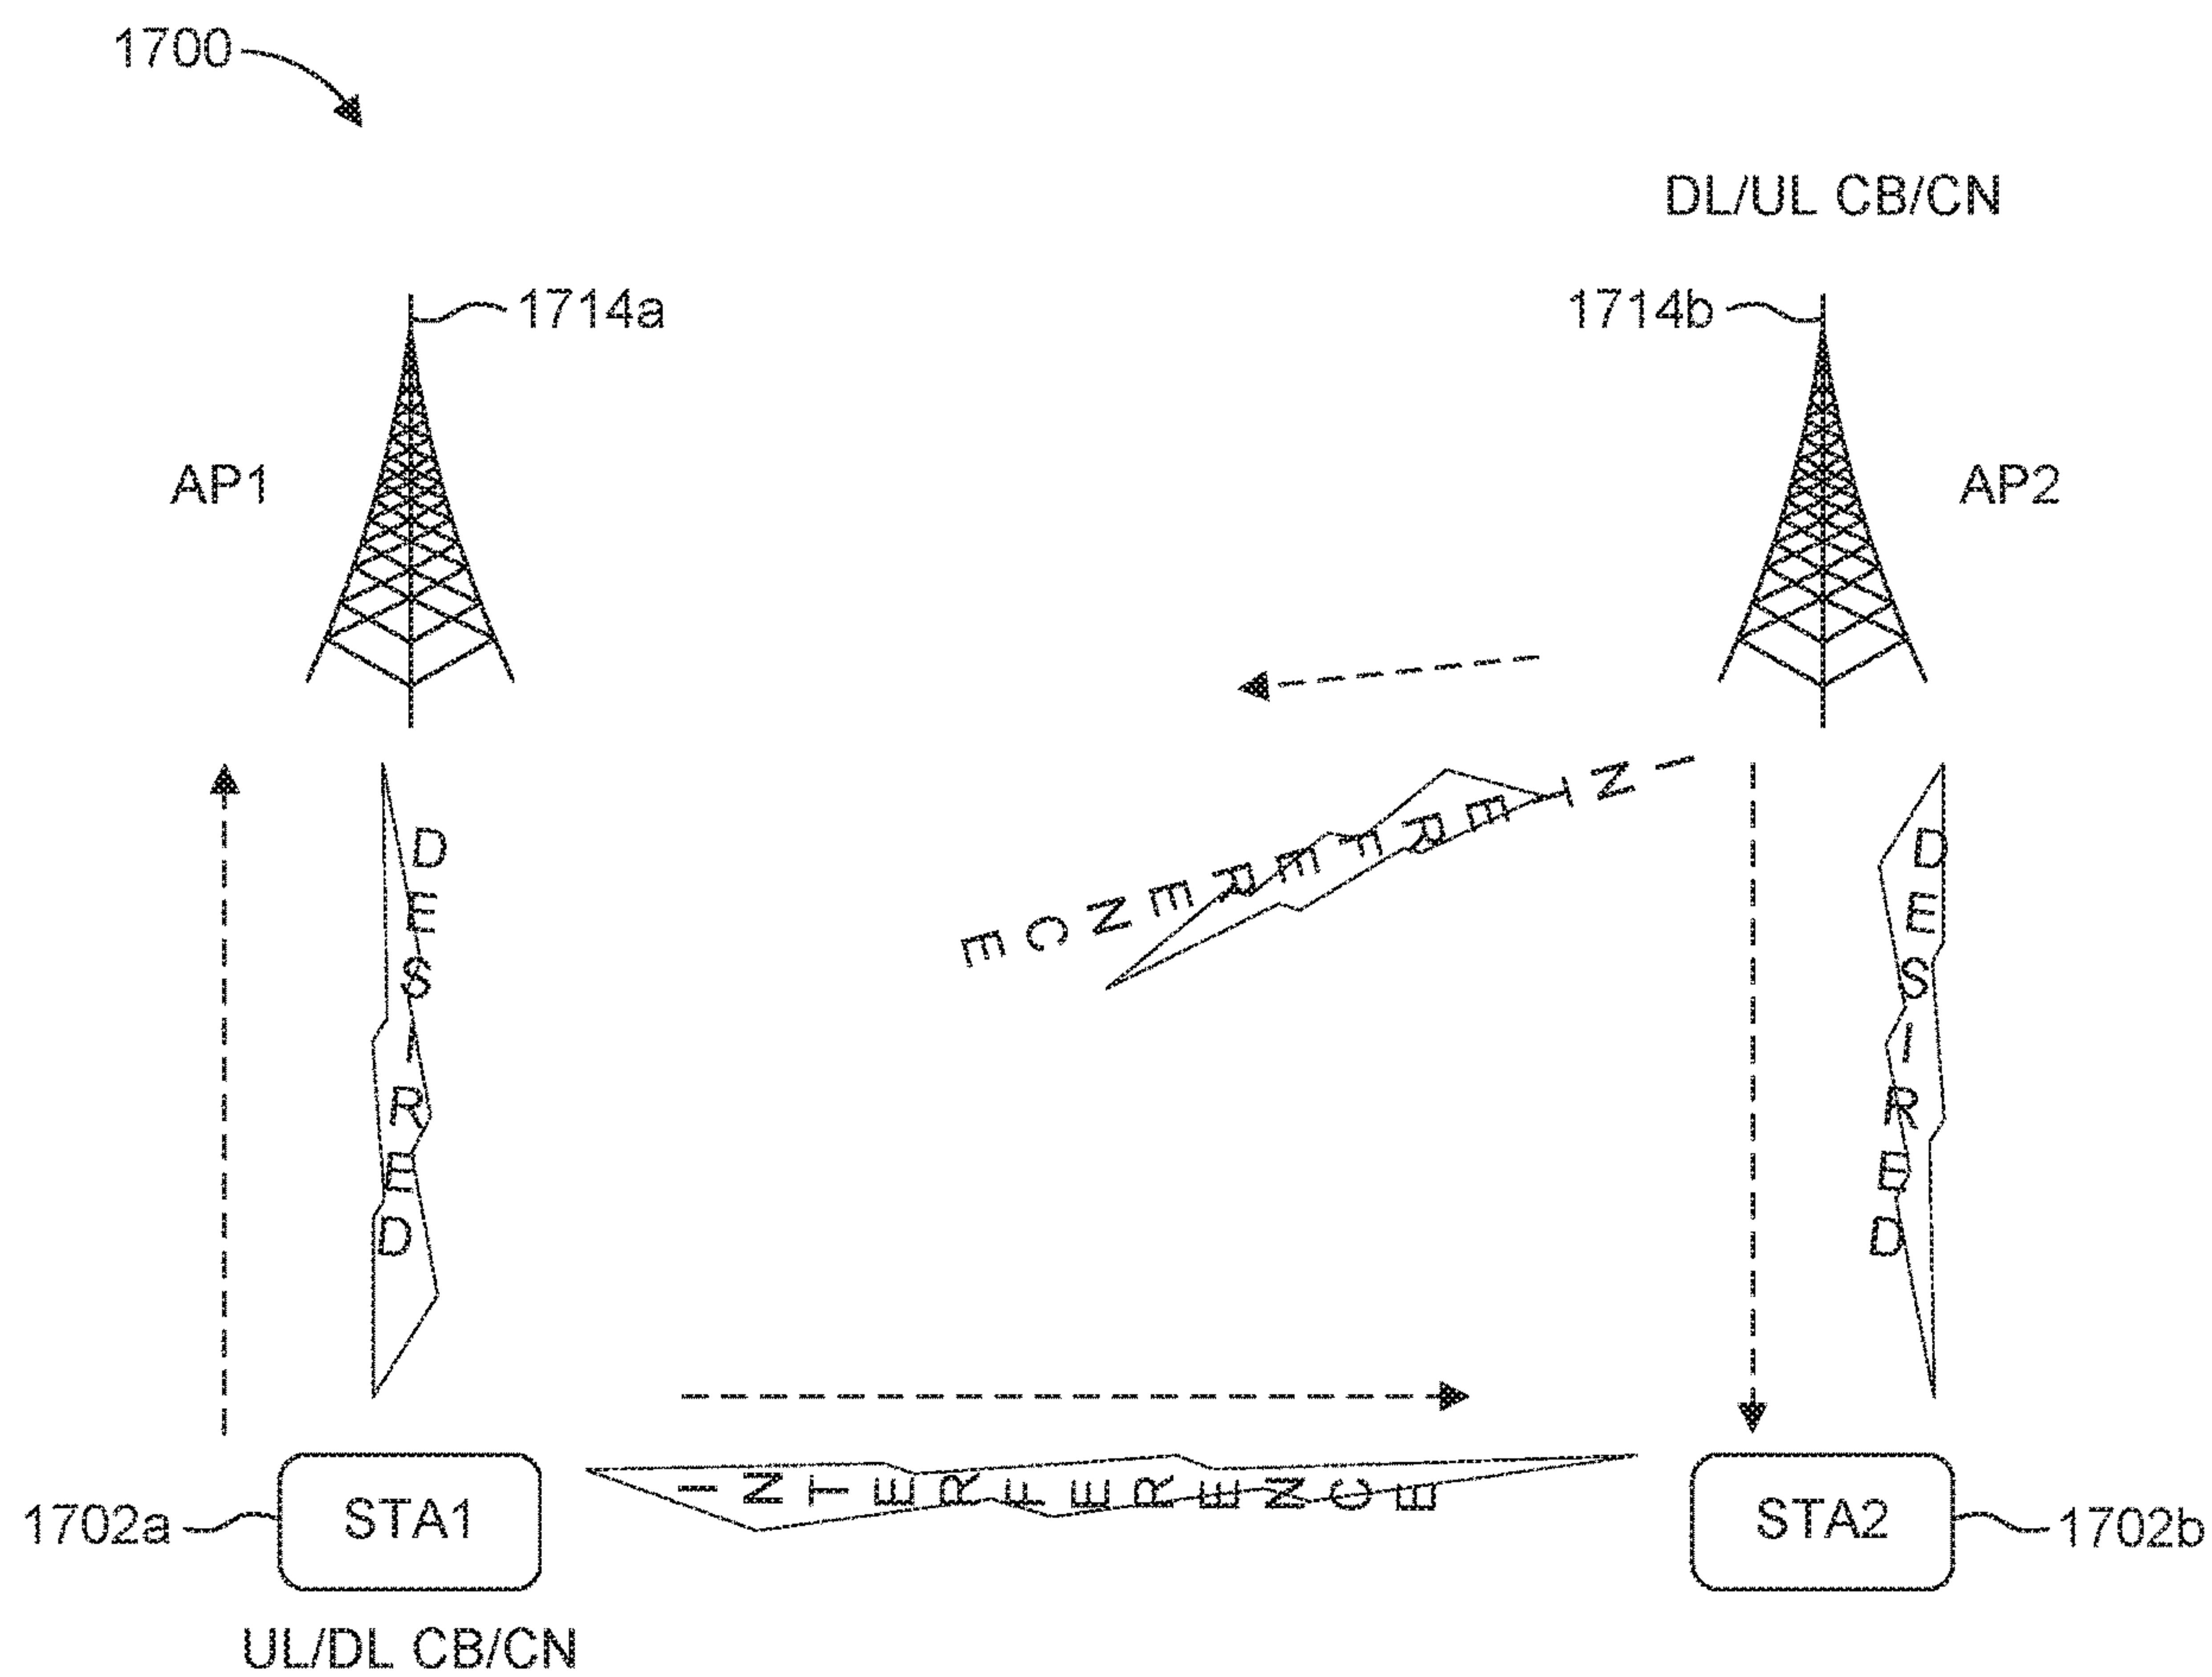 1700
DL/UL CB/CN
1714a
1714b
AP1
AP2
INTERFERENCE
DESIRED
DESIRED
INTERFERENCE
1702a
STA1
STA2
1702b
UL/DL CB/CN